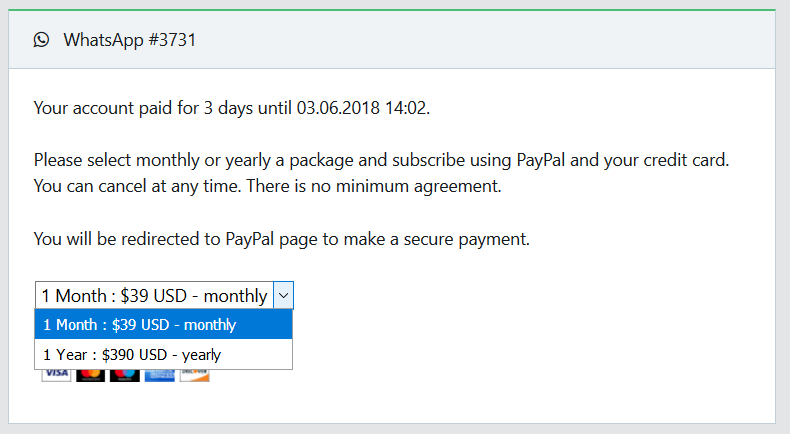 WhatsApp #3731
Your account paid for 3 days until 03.06.2018 14:02.
Please select monthly or yearly a package and subscribe using PayPal and your credit card.
You can cancel at any time. There is no minimum agreement.
You will be redirected to PayPal page to make a secure payment.
1 Month : $39 USD - monthly
1 Month : $39 USD - monthly
1 Year : $390 USD - yearly
VISA DISCOVER